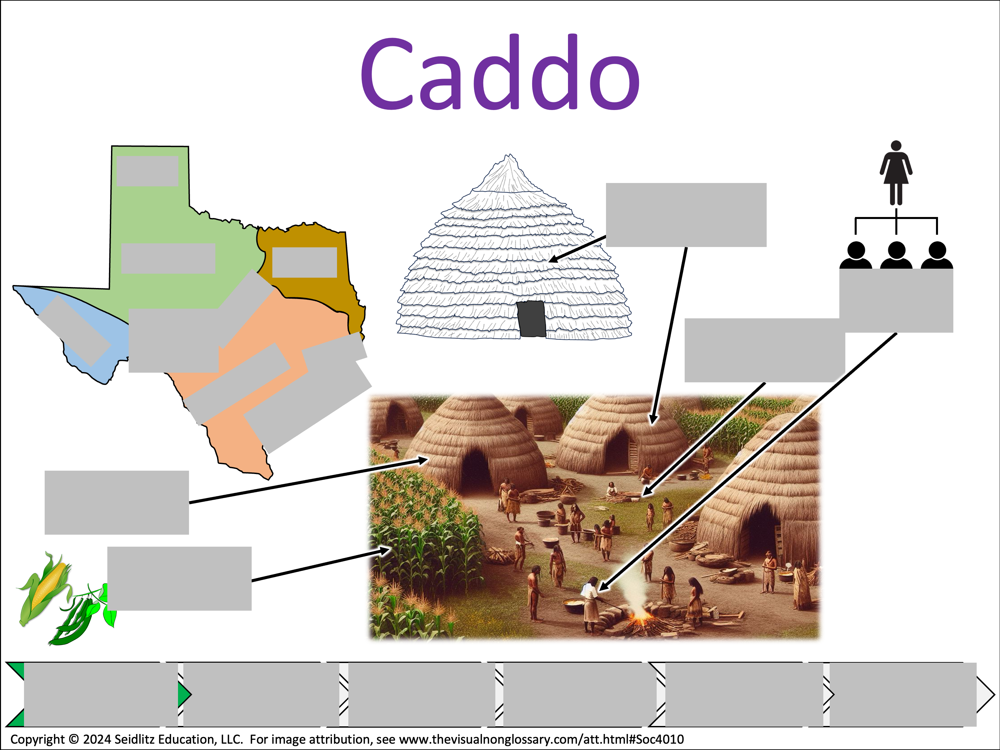 Caddo
Copyright © 2024 Seidlitz Education, LLC.  For image attribution, see www.thevisualnonglossary.com/att.html#Soc4010